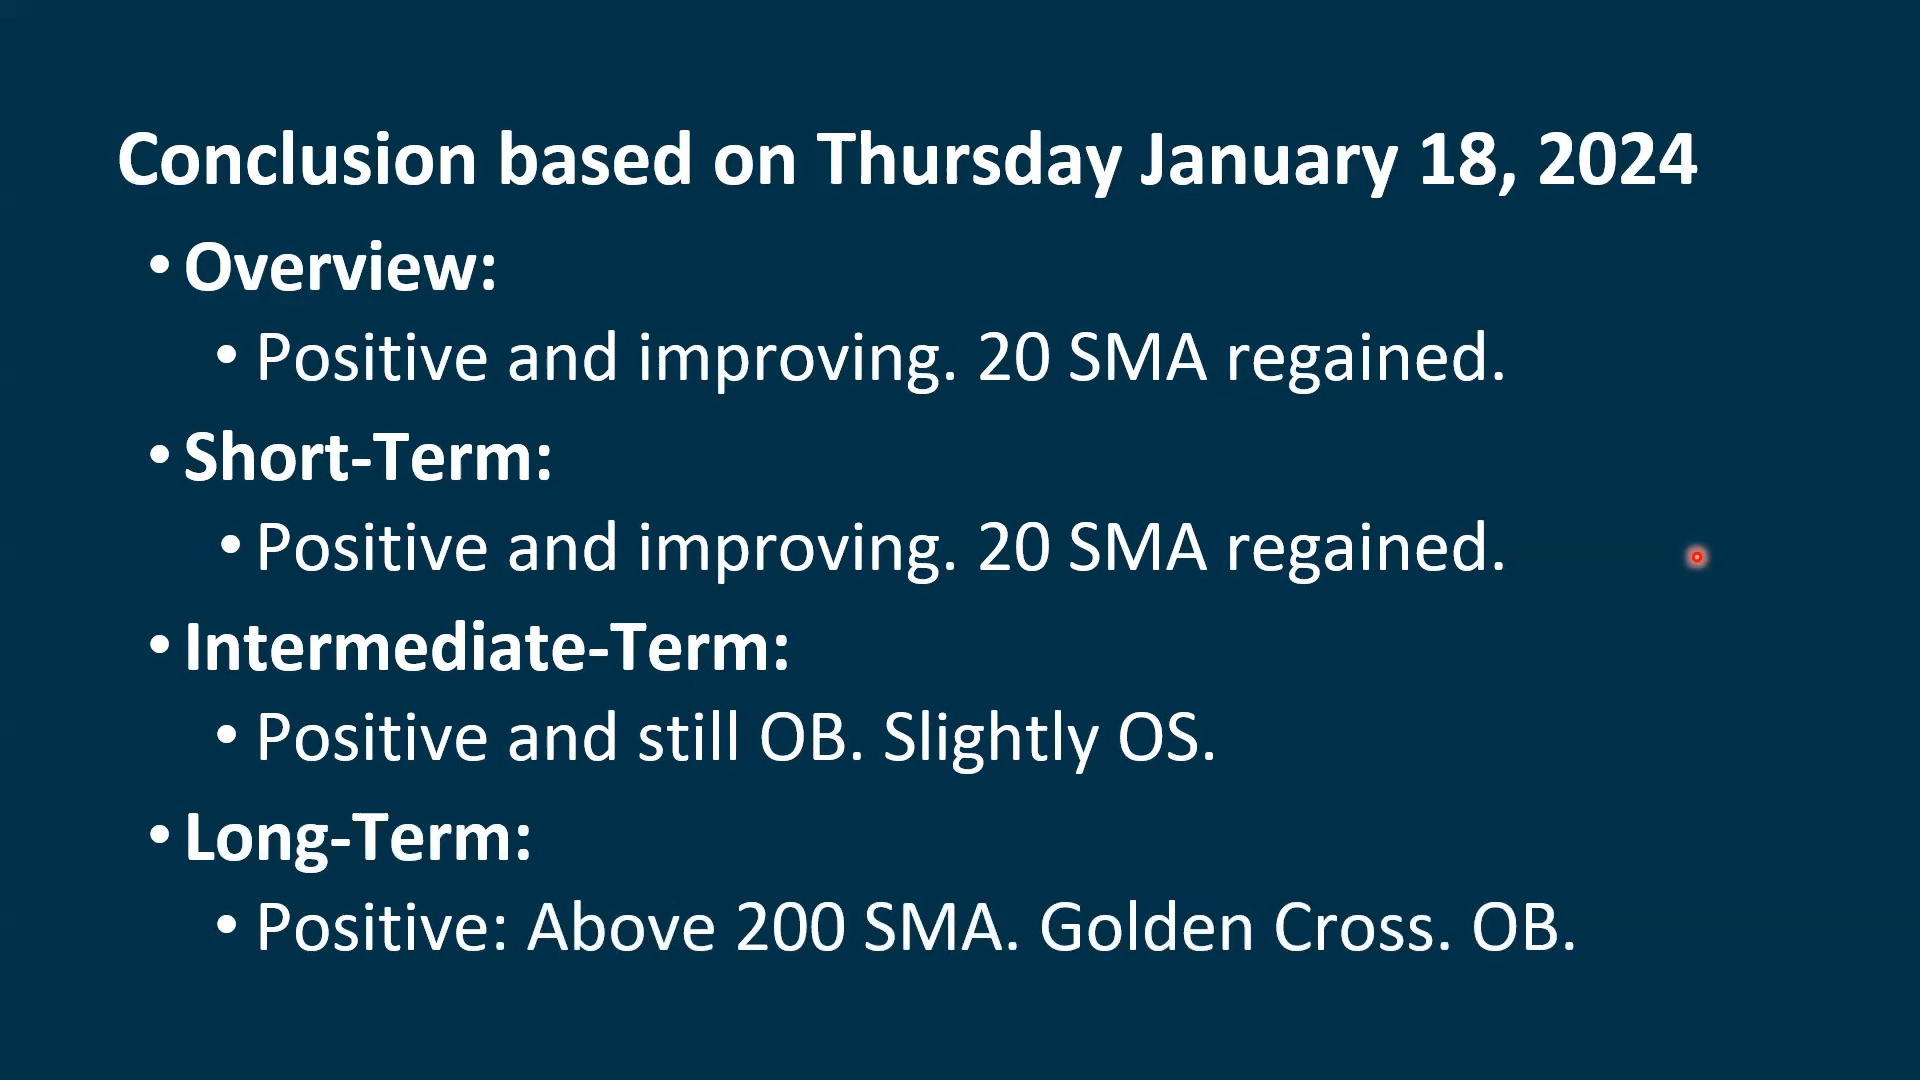 Conclusion based on Thursday January 18, 2024
• Overview:
• Positive and improving. 20 SMA regained.
• Short-Term:
• Positive and improving. 20 SMA regained.
• Intermediate-Term:
• Positive and still OB. Slightly OS.
• Long-Term:
• Positive: Above 200 SMA. Golden Cross. OB.